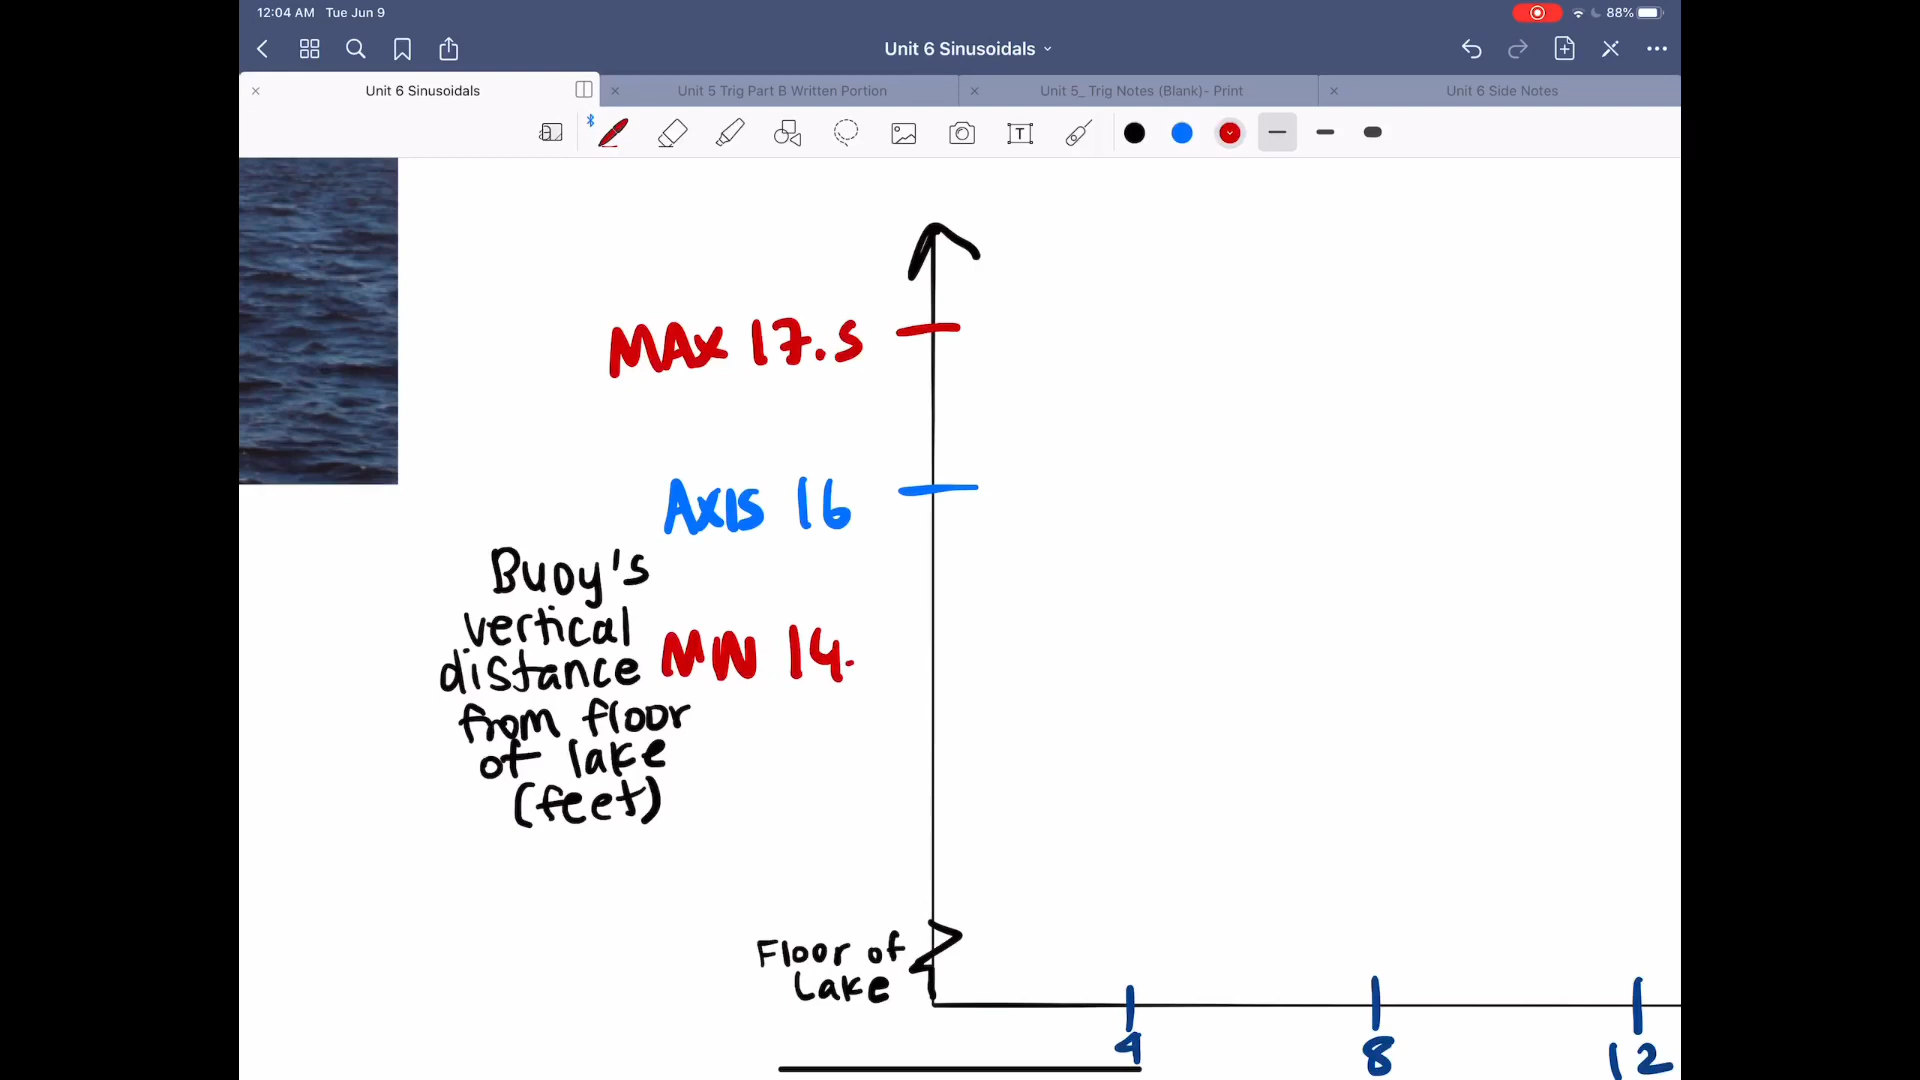 12:04 AM Tue Jun 9
88%
Unit 6 Sinusoidals
Unit 6 Sinusoidals
Unit 5 Trig Part B Written Portion
Unit 5_ Trig Notes (Blank)- Print
Unit 6 Side Notes
T
MAX 17.5
AXIS 16
Buoy's
vertical
distance
from floor
of lake
(feet)
MIN 14.
Floor of
Lake
4
8
12